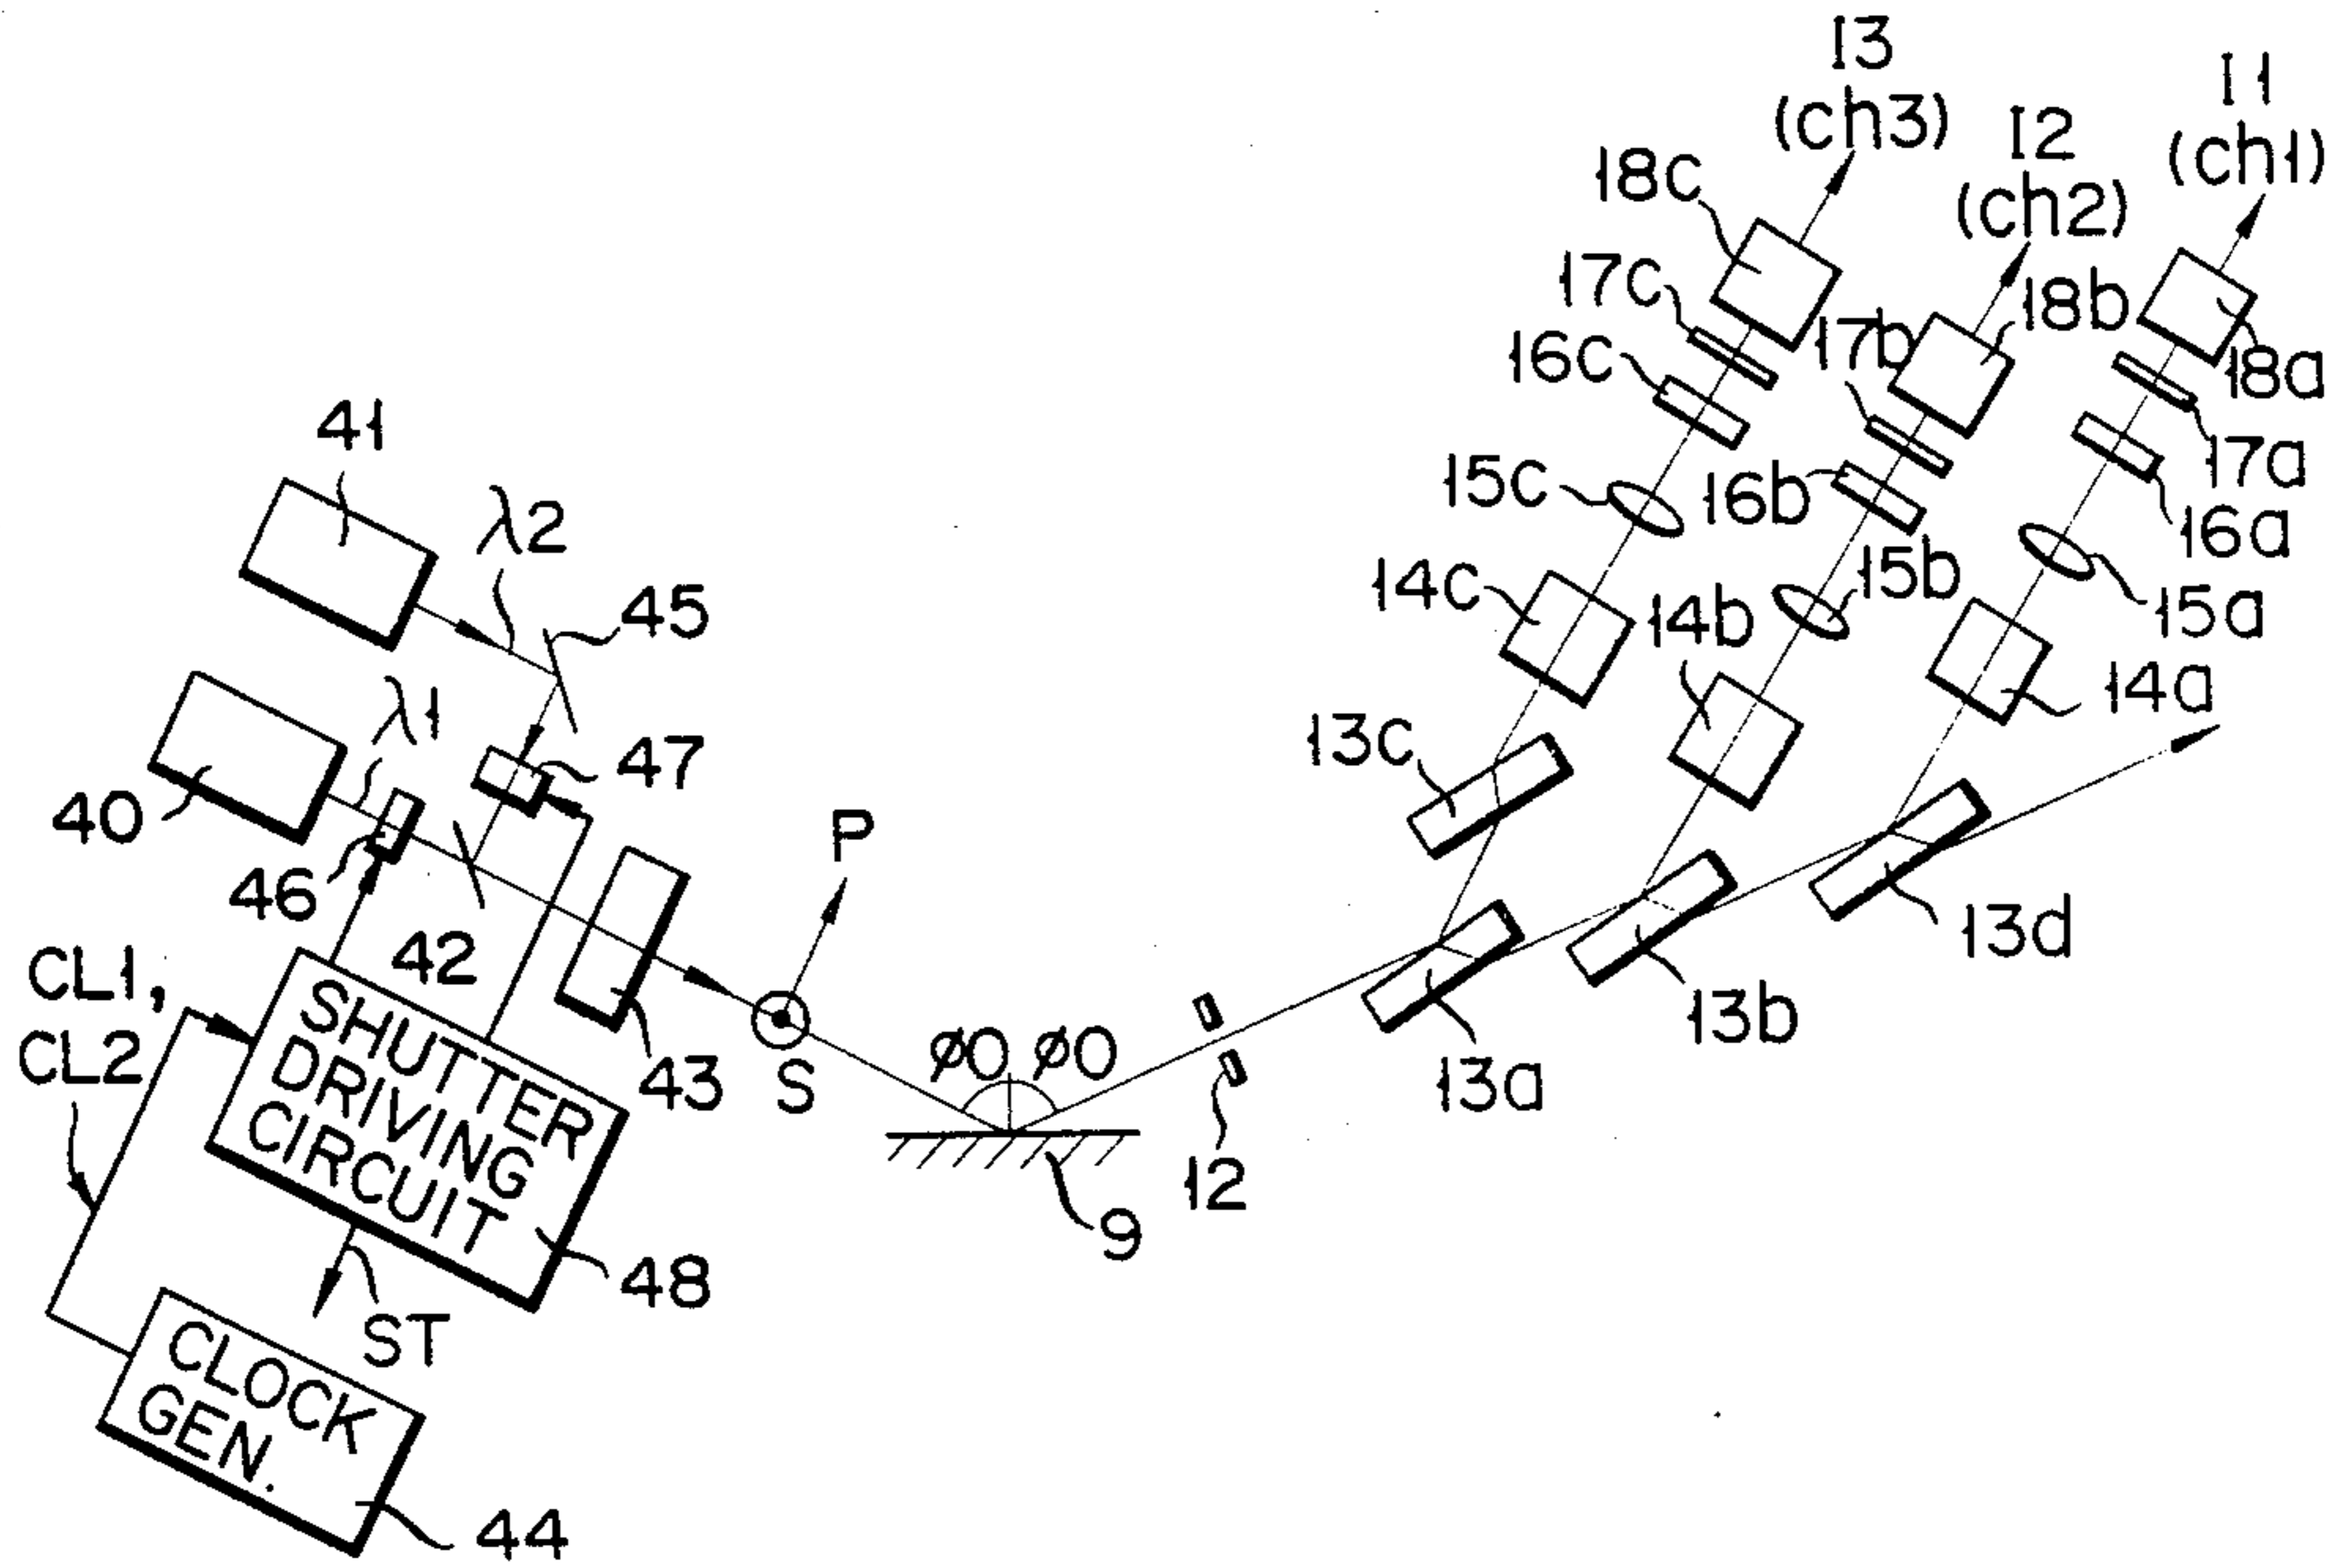 I3
(ch3)
I1
(ch1)
I2
(ch2)
18c
17c
18b
17b
16c
18a
17a
15c
16b
16a
41
λ2
15b
14c
14b
15a
45
14a
λ1
13c
47
40
P
46
13d
42
CL1,
CL2
13b
φ0 φ0
43
S
13a
SHUTTER
DRIVING
CIRCUIT
12
9
48
ST
CLOCK
GEN.
44